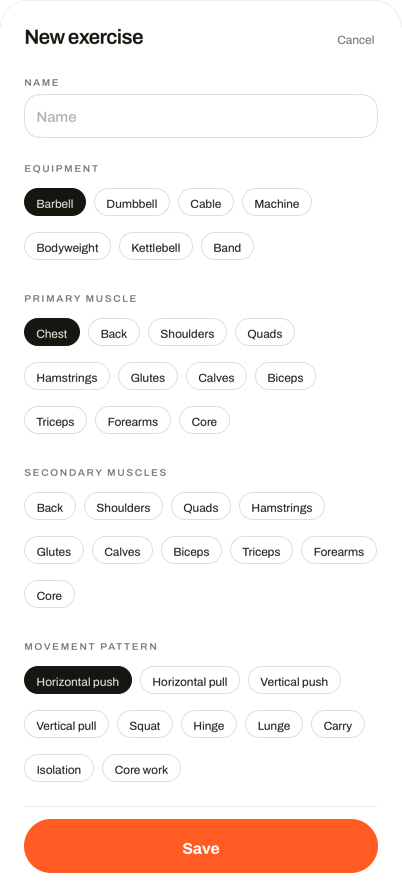 New exercise
Cancel
NAME
Name
EQUIPMENT
Barbell Dumbbell Cable Machine
Bodyweight Kettlebell Band
PRIMARY MUSCLE
Chest Back Shoulders Quads
Hamstrings Glutes Calves Biceps
Triceps Forearms Core
SECONDARY MUSCLES
Back Shoulders Quads Hamstrings
Glutes Calves Biceps Triceps Forearms
Core
MOVEMENT PATTERN
Horizontal push Horizontal pull Vertical push
Vertical pull Squat Hinge Lunge Carry
Isolation Core work
Save